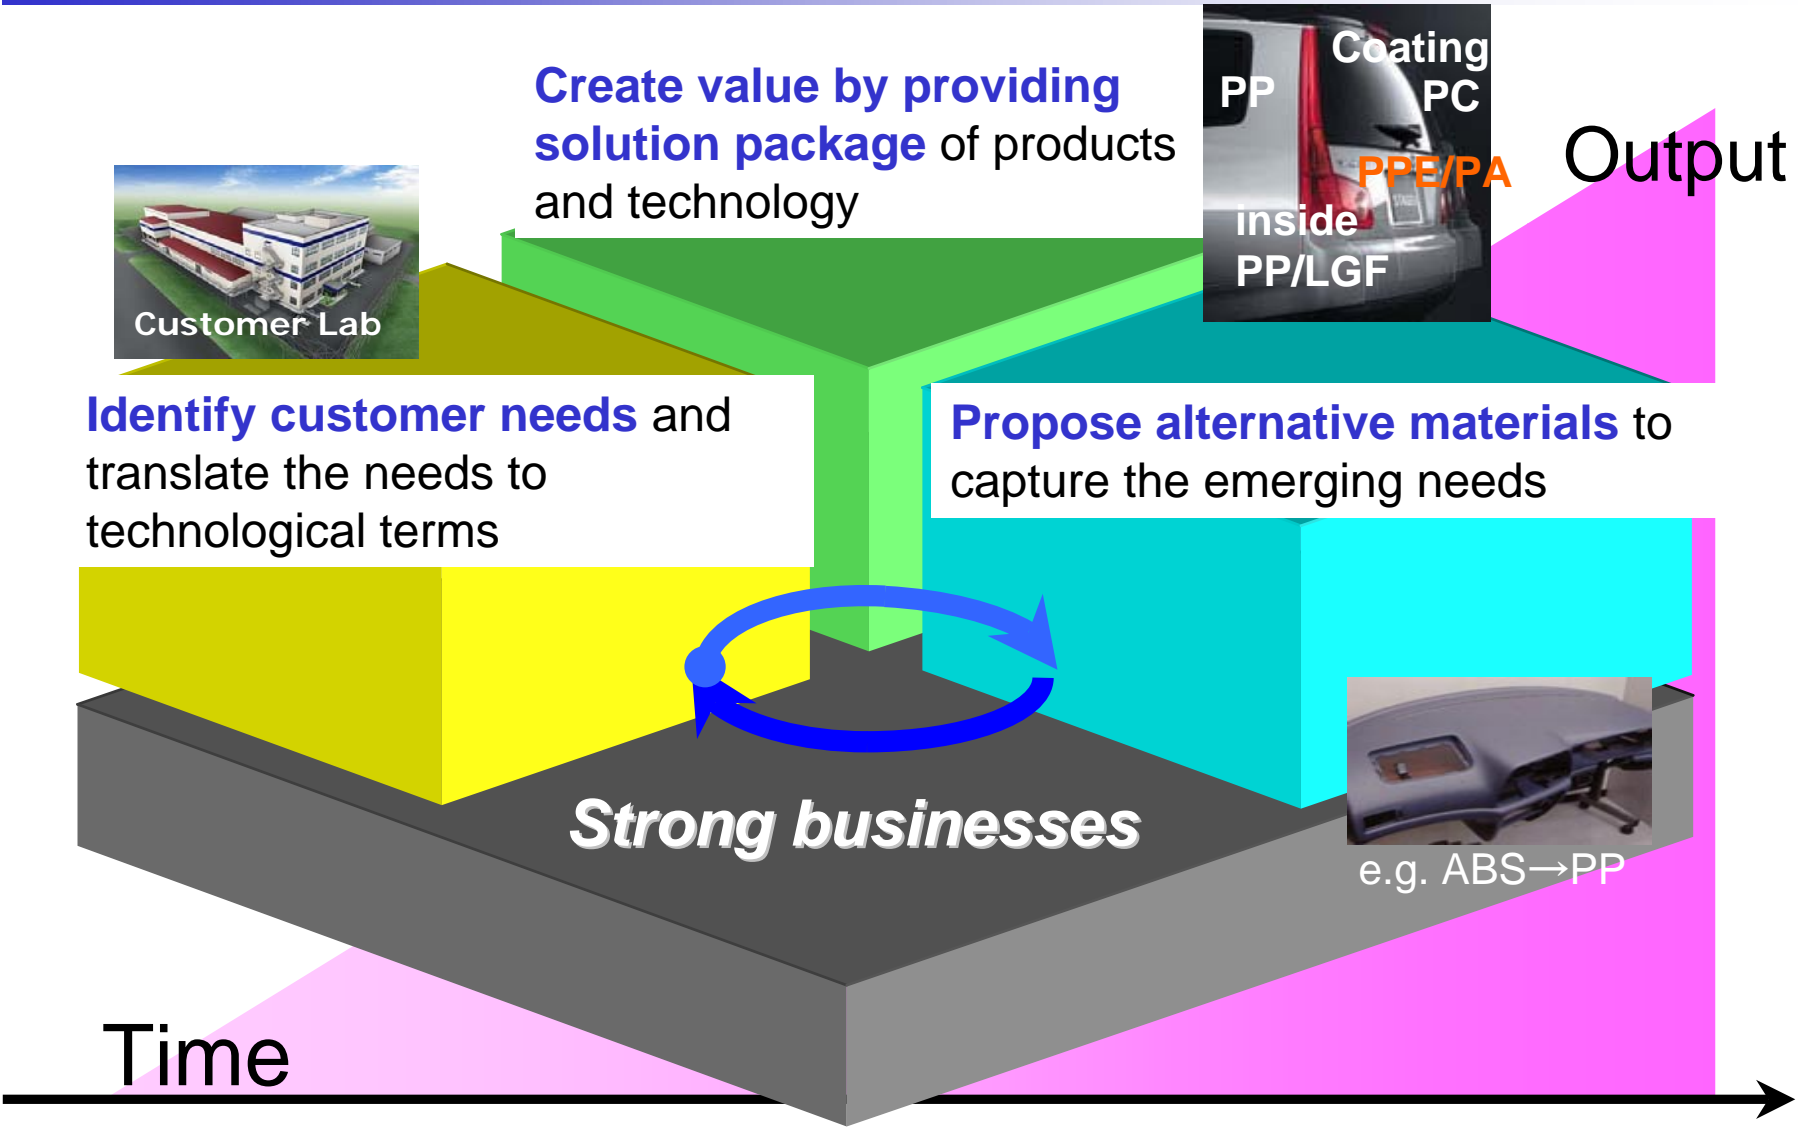 Create value by providing
solution package of products
and technology
Coating
PP
PC
PPE/PA
inside
PP/LGF
Output
Customer Lab
Identify customer needs and
translate the needs to
technological terms
Propose alternative materials to
capture the emerging needs
Strong businesses
e.g. ABS→PP
Time